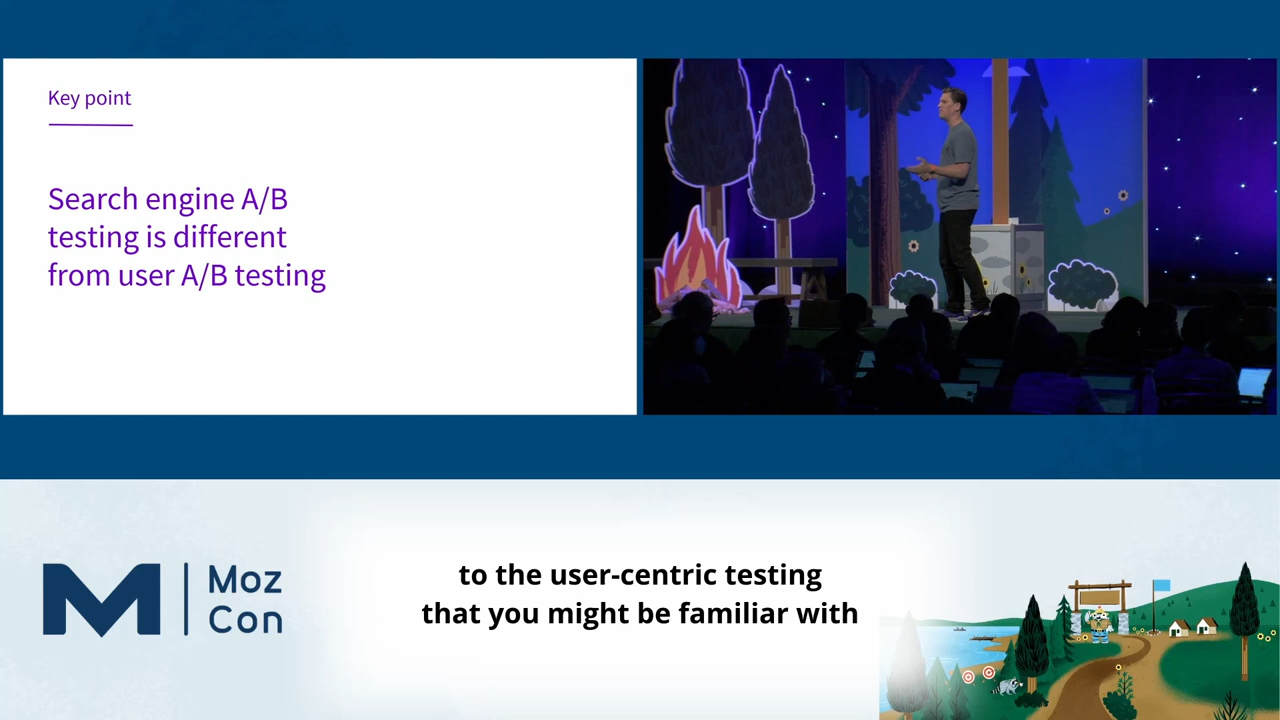 Key point
Search engine A/B
testing is different
from user A/B testing
Moz
Con
to the user-centric testing
that you might be familiar with